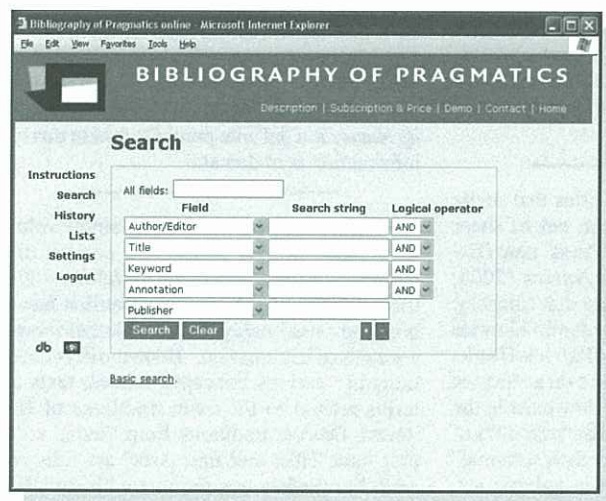 Bibliography of Pragmatics online - Microsoft Internet Explorer
File Edit View Favorites Tools Help
BIBLIOGRAPHY OF PRAGMATICS
Description | Subscription & Price | Demo | Contact | Home
Search
Instructions
Search
History
Lists
Settings
Logout
All fields:
Field Search string Logical operator
Author/Editor AND
Title AND
Keyword AND
Annotation AND
Publisher
Search Clear + -
db
Basic search